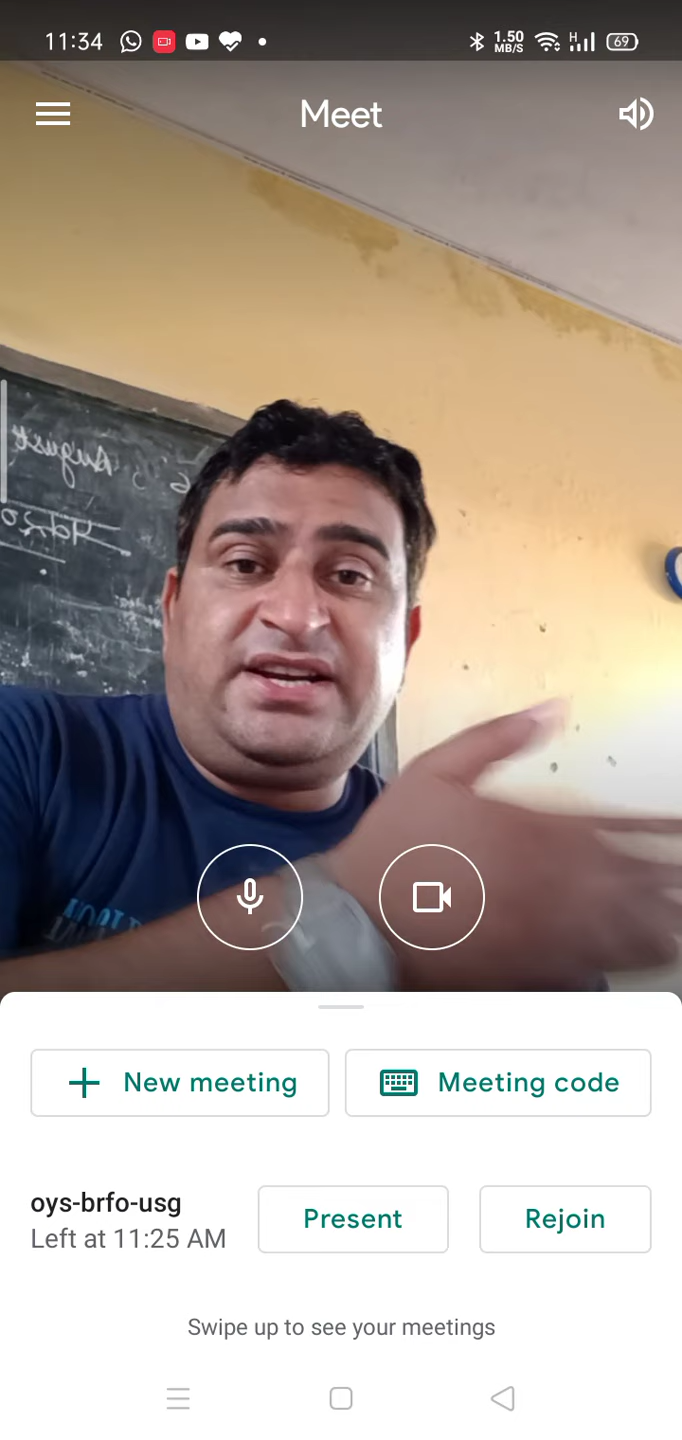 11:34 1.50 MB/S H 69
Meet
August
New meeting Meeting code
oys-brfo-usg
Left at 11:25 AM
Present Rejoin
Swipe up to see your meetings